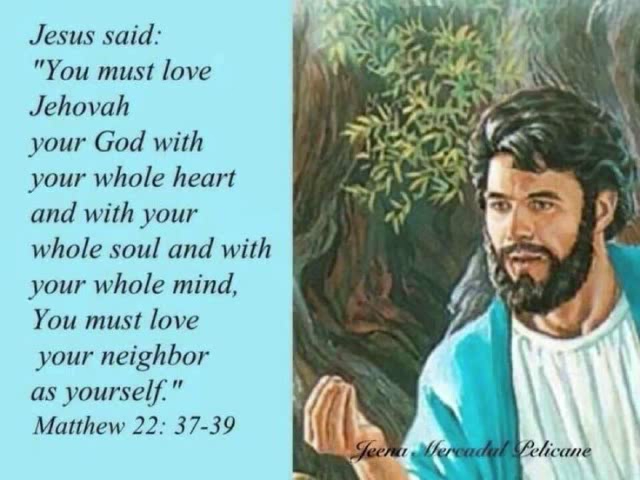 Jesus said:
"You must love
Jehovah
your God with
your whole heart
and with your
whole soul and with
your whole mind,
You must love
your neighbor
as yourself."
Matthew 22: 37-39
Jeena Mercadal Pelicane